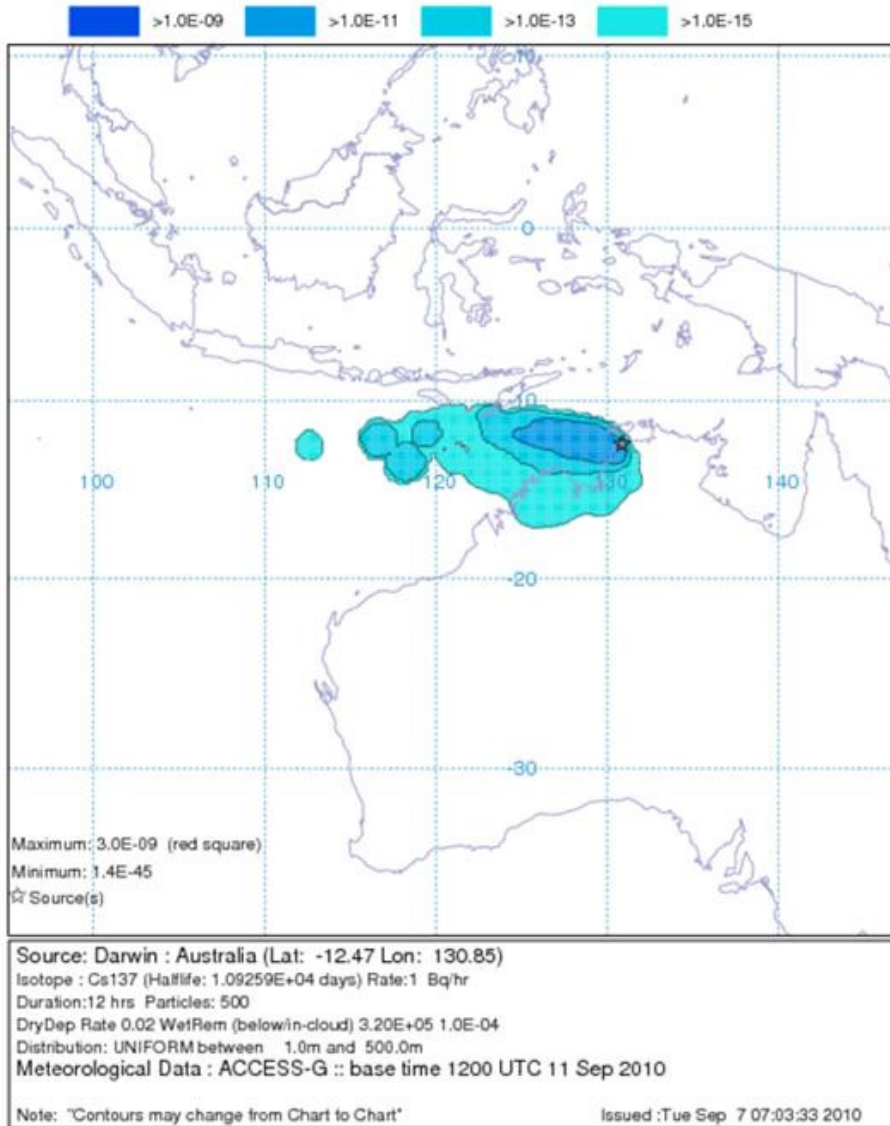 >1.0E-09 >1.0E-11 >1.0E-13 >1.0E-15
0
100 110 120 130 140
-20
-30
Maximum: 3.0E-09 (red square)
Minimum: 1.4E-45
☆ Source(s)
Source: Darwin : Australia (Lat: -12.47 Lon: 130.85)
Isotope : Cs137 (Halflife: 1.09259E+04 days) Rate:1 Bq/hr
Duration:12 hrs Particles: 500
DryDep Rate 0.02 WetRem (below/in-cloud) 3.20E+05 1.0E-04
Distribution: UNIFORM between 1.0m and 500.0m
Meteorological Data : ACCESS-G :: base time 1200 UTC 11 Sep 2010
Note: "Contours may change from Chart to Chart" Issued :Tue Sep 7 07:03:33 2010